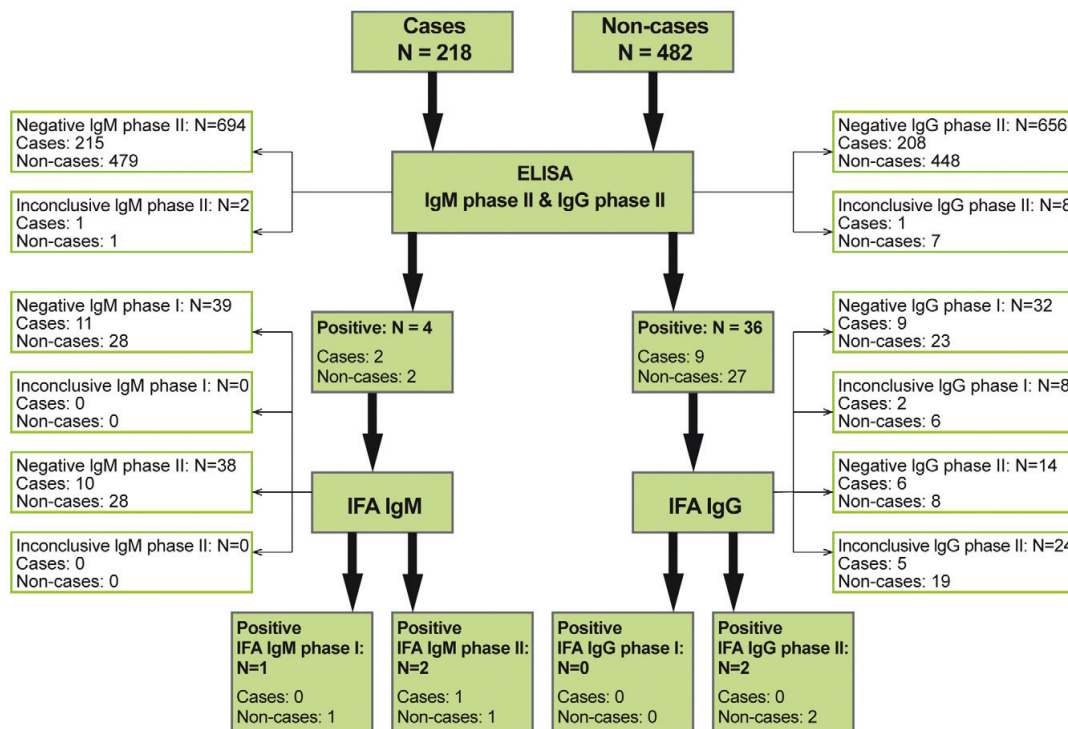 Cases
N = 218
Non-cases
N = 482
Negative IgM phase II: N=694
Cases: 215
Non-cases: 479
Inconclusive IgM phase II: N=2
Cases: 1
Non-cases: 1
ELISA
IgM phase II & IgG phase II
Negative IgG phase II: N=656
Cases: 208
Non-cases: 448
Inconclusive IgG phase II: N=8
Cases: 1
Non-cases: 7
Negative IgM phase I: N=39
Cases: 11
Non-cases: 28
Inconclusive IgM phase I: N=0
Cases: 0
Non-cases: 0
Negative IgM phase II: N=38
Cases: 10
Non-cases: 28
Inconclusive IgM phase II: N=0
Cases: 0
Non-cases: 0
Positive: N = 4
Cases: 2
Non-cases: 2
Positive: N = 36
Cases: 9
Non-cases: 27
IFA IgM
IFA IgG
Negative IgG phase I: N=32
Cases: 9
Non-cases: 23
Inconclusive IgG phase I: N=8
Cases: 2
Non-cases: 6
Negative IgG phase II: N=14
Cases: 6
Non-cases: 8
Inconclusive IgG phase II: N=24
Cases: 5
Non-cases: 19
Positive
IFA IgM phase I:
N=1
Cases: 0
Non-cases: 1
Positive
IFA IgM phase II:
N=2
Cases: 1
Non-cases: 1
Positive
IFA IgG phase I:
N=0
Cases: 0
Non-cases: 0
Positive
IFA IgG phase II:
N=2
Cases: 0
Non-cases: 2